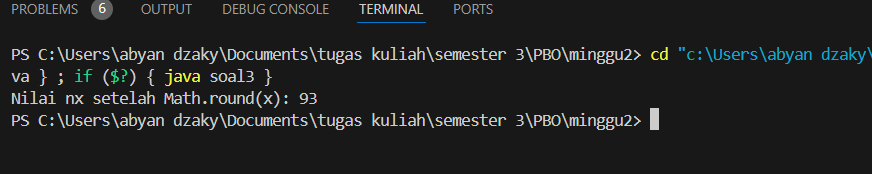 PROBLEMS 6 OUTPUT DEBUG CONSOLE TERMINAL PORTS
PS C:\Users\abyan dzaky\Documents\tugas kuliah\semester 3\PBO\minggu2> cd "c:\Users\abyan dzaky\
va } ; if ($?) { java soal3 }
Nilai nx setelah Math.round(x): 93
PS C:\Users\abyan dzaky\Documents\tugas kuliah\semester 3\PBO\minggu2>